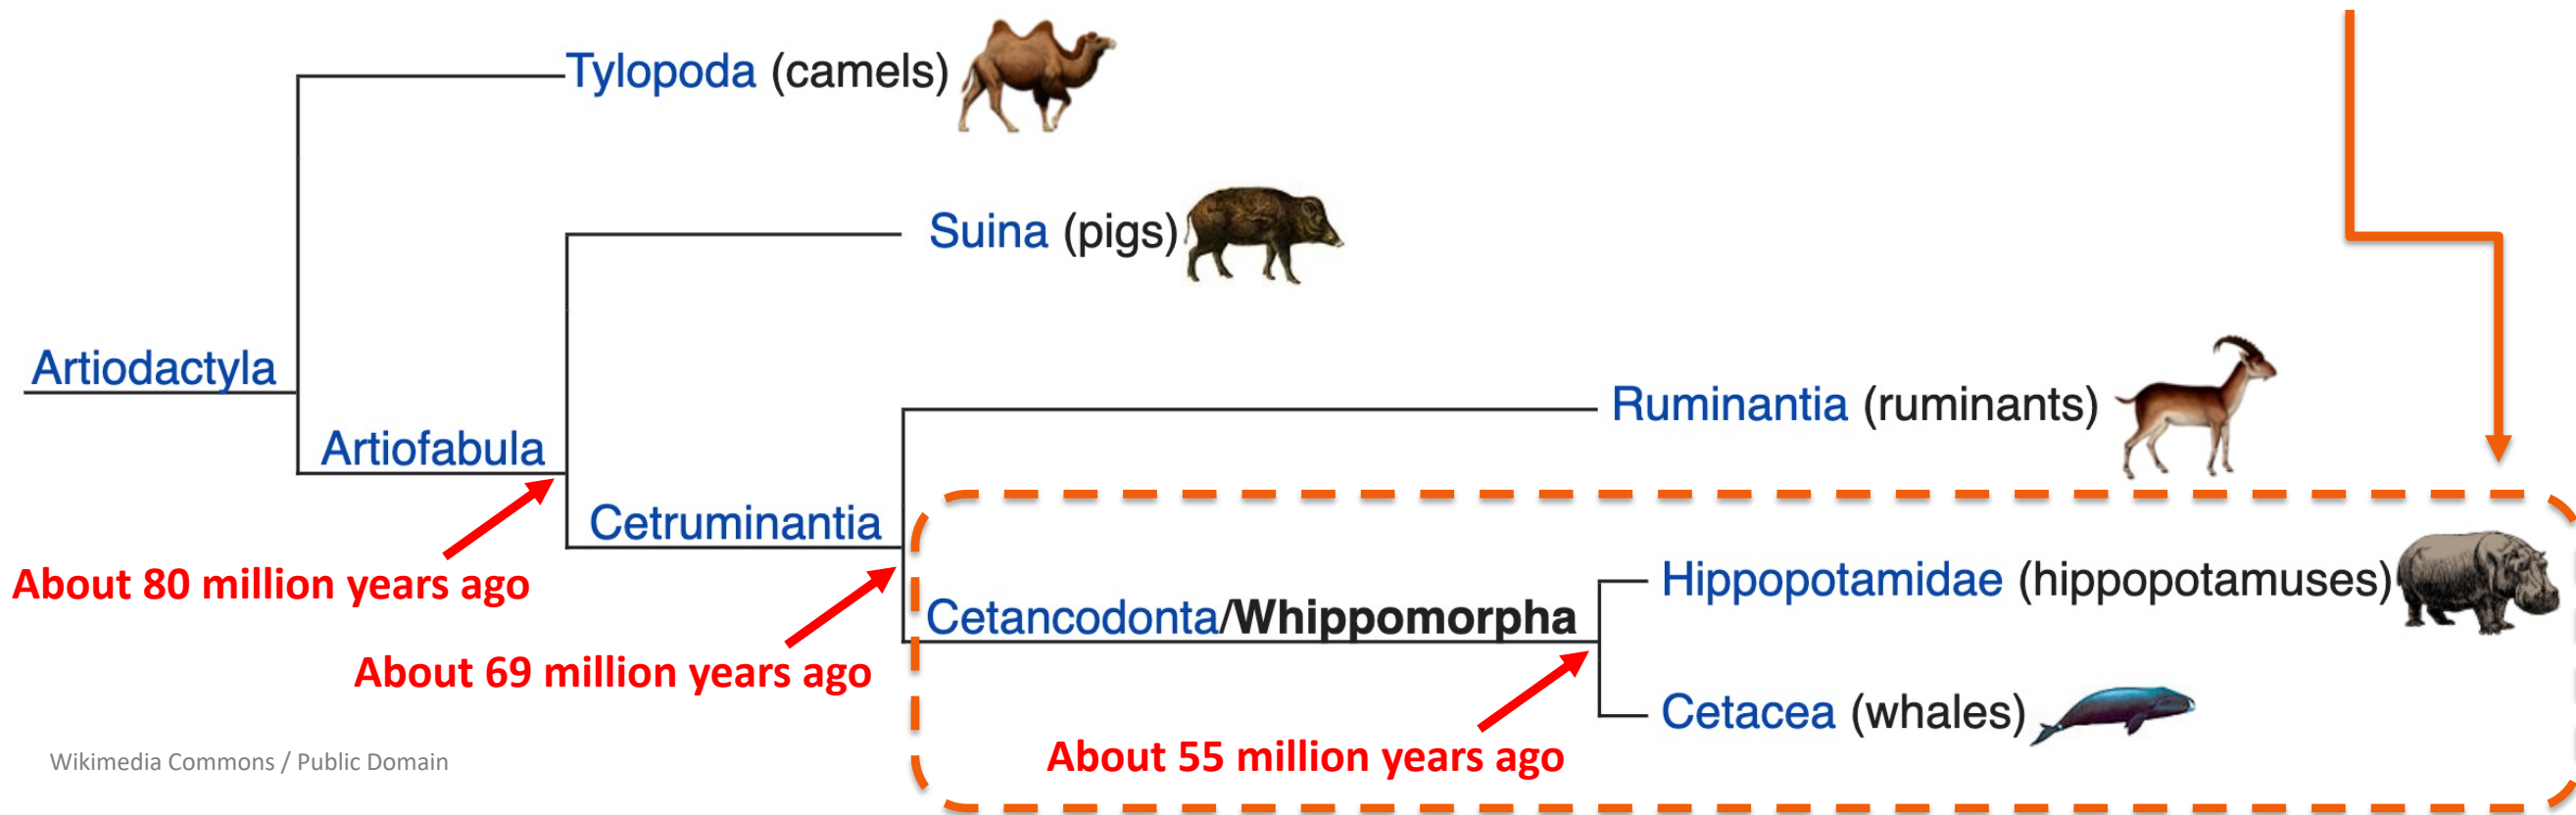 Tylopoda (camels)
Suina (pigs)
Artiodactyla
Ruminantia (ruminants)
Artiofabula
Cetruminantia
About 80 million years ago
Hippopotamidae (hippopotamuses)
Cetancodonta/Whippomorpha
About 69 million years ago
Cetacea (whales)
About 55 million years ago
Wikimedia Commons / Public Domain